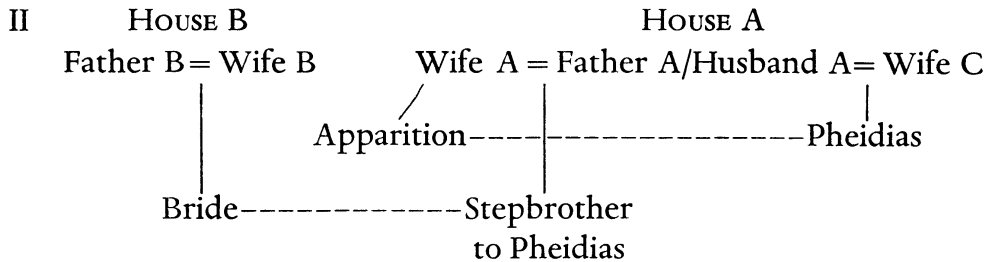 II HOUSE B HOUSE A
Father B = Wife B Wife A = Father A/Husband A = Wife C
Apparition Pheidias
Bride Stepbrother
to Pheidias